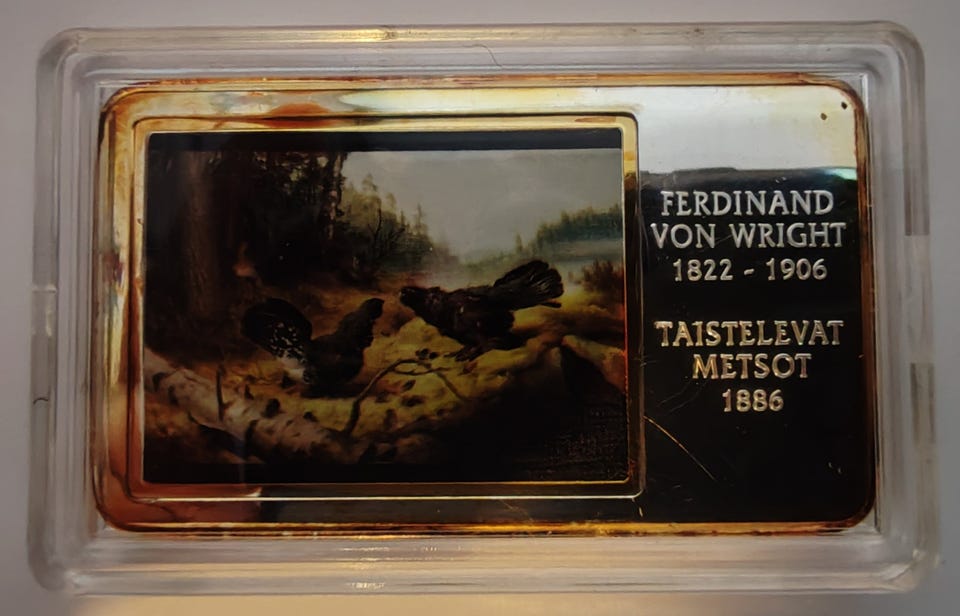 FERDINAND
VON WRIGHT
1822 - 1906
TAISTELEVAT
METSOT
1886